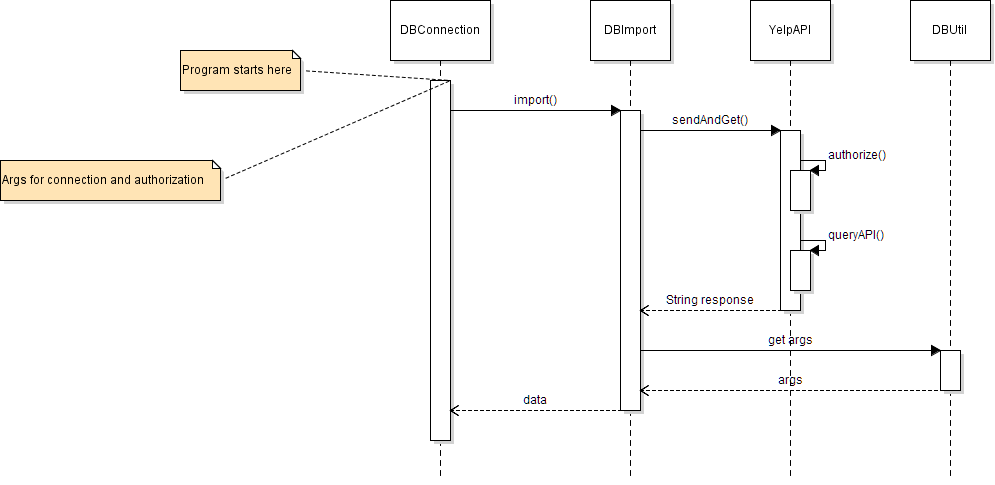 DBConnection
DBImport
YelpAPI
DBUtil
Program starts here
import()
sendAndGet()
authorize()
Args for connection and authorization
queryAPI()
String response
get args
args
data